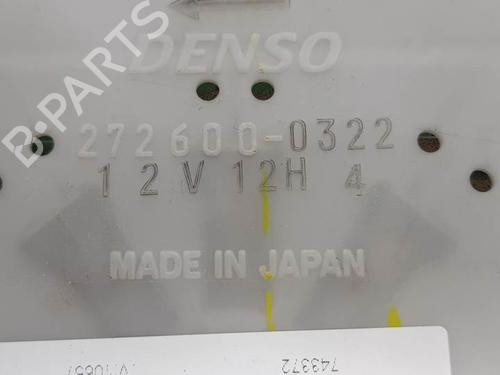 DENSO
272600-0322
12V 12H 4
MADE IN JAPAN
B-PARTS
743372